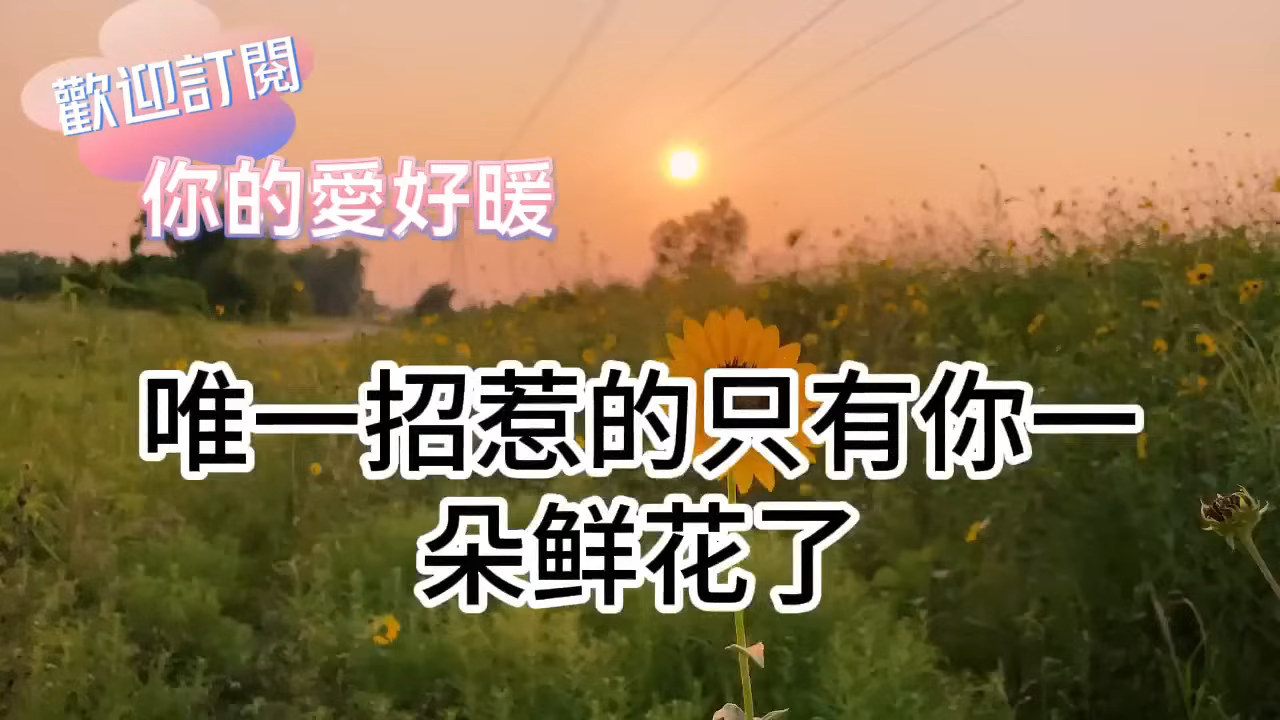 歡迎訂閱
你的愛好暖
唯一招惹的只有你一
朵鲜花了